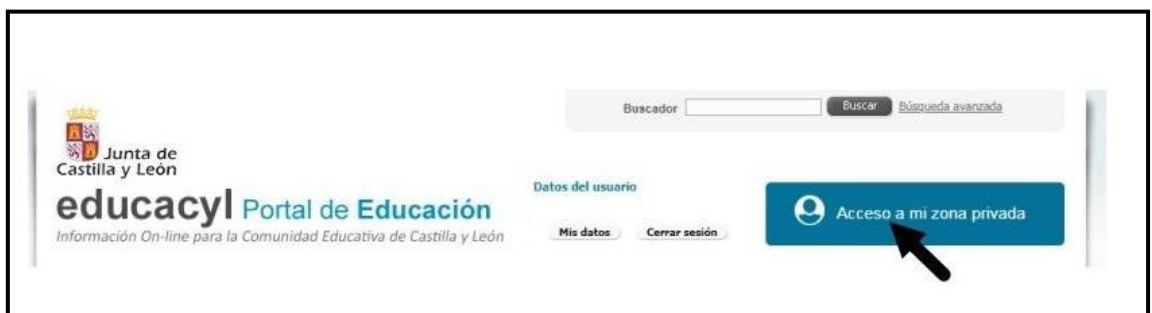 Buscador
Buscar
Búsqueda avanzada
Junta de
Castilla y León
educacyl Portal de Educación
Información On-line para la Comunidad Educativa de Castilla y León
Datos del usuario
Mis datos
Cerrar sesión
Acceso a mi zona privada